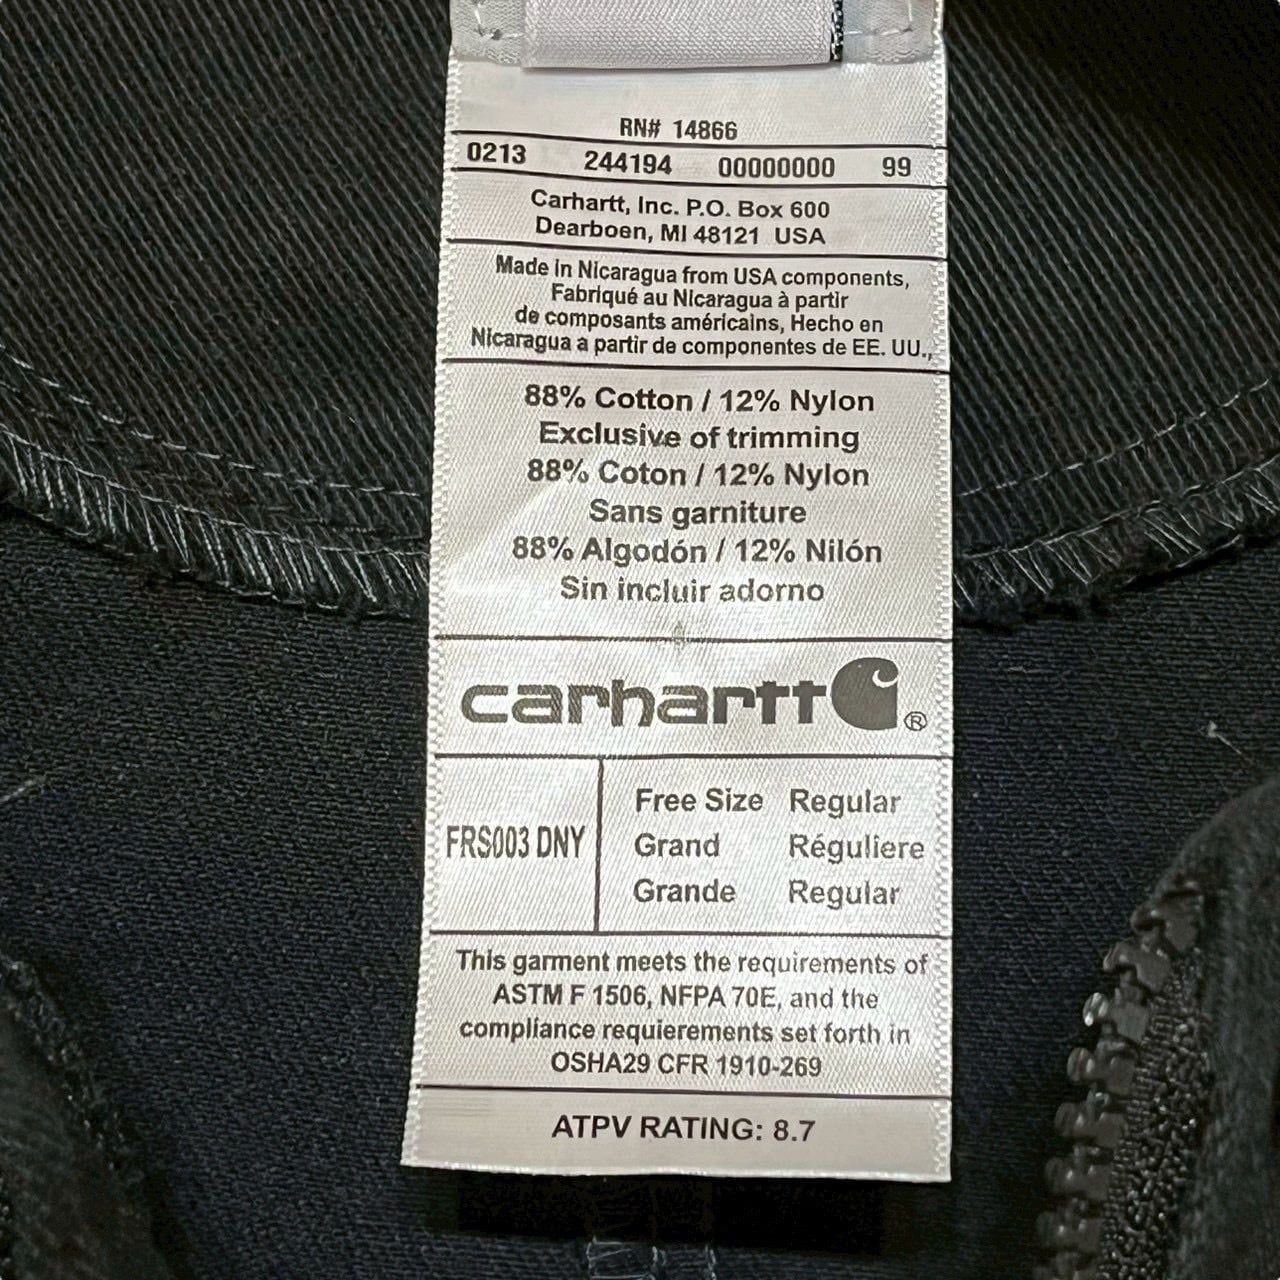 RN# 14866
0213 244194 00000000 99
Carhartt, Inc. P.O. Box 600
Dearboen, MI 48121 USA
Made in Nicaragua from USA components,
Fabriqué au Nicaragua à partir
de composants américains, Hecho en
Nicaragua a partir de componentes de EE. UU.,
88% Cotton / 12% Nylon
Exclusive of trimming
88% Coton / 12% Nylon
Sans garniture
88% Algodón / 12% Nilón
Sin incluir adorno
carhartt ®
FRS003 DNY
Free Size Regular
Grand Réguliere
Grande Regular
This garment meets the requirements of
ASTM F 1506, NFPA 70E, and the
compliance requierements set forth in
OSHA29 CFR 1910-269
ATPV RATING: 8.7